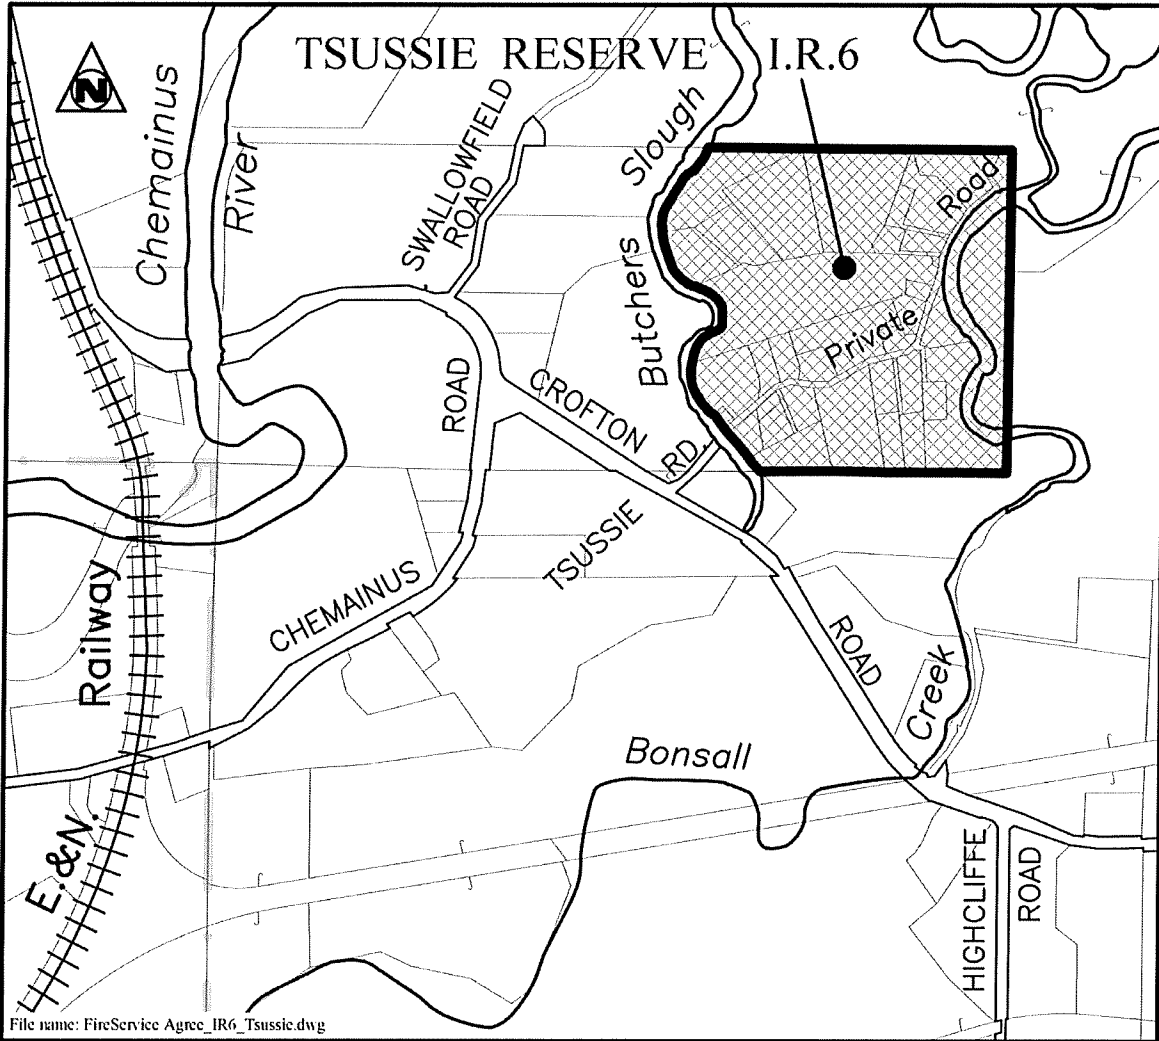 TSUSSIE RESERVE I.R.6
N
Chemainus
River
SWALLOWFIELD
ROAD
Slough
Butchers
Private
Road
ROAD
CROFTON
TSUSSIE RD.
CHEMAINUS
Railway
E.&N.
ROAD
Creek
Bonsall
HIGHCLIFFE
ROAD
File name: FireService Agree_IR6_Tsussie.dwg